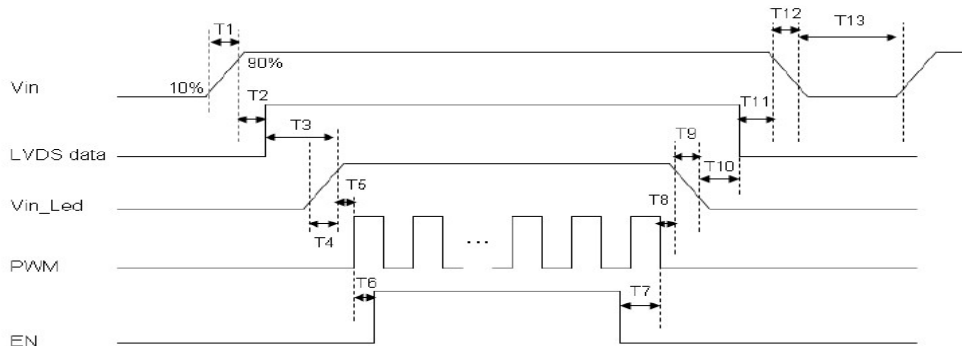 T1
T12
T13
90%
Vin
10%
T2
T11
T3
T9
LVDS data
T10
T5
Vin_Led
T8
T4
...
PWM
T6
T7
EN